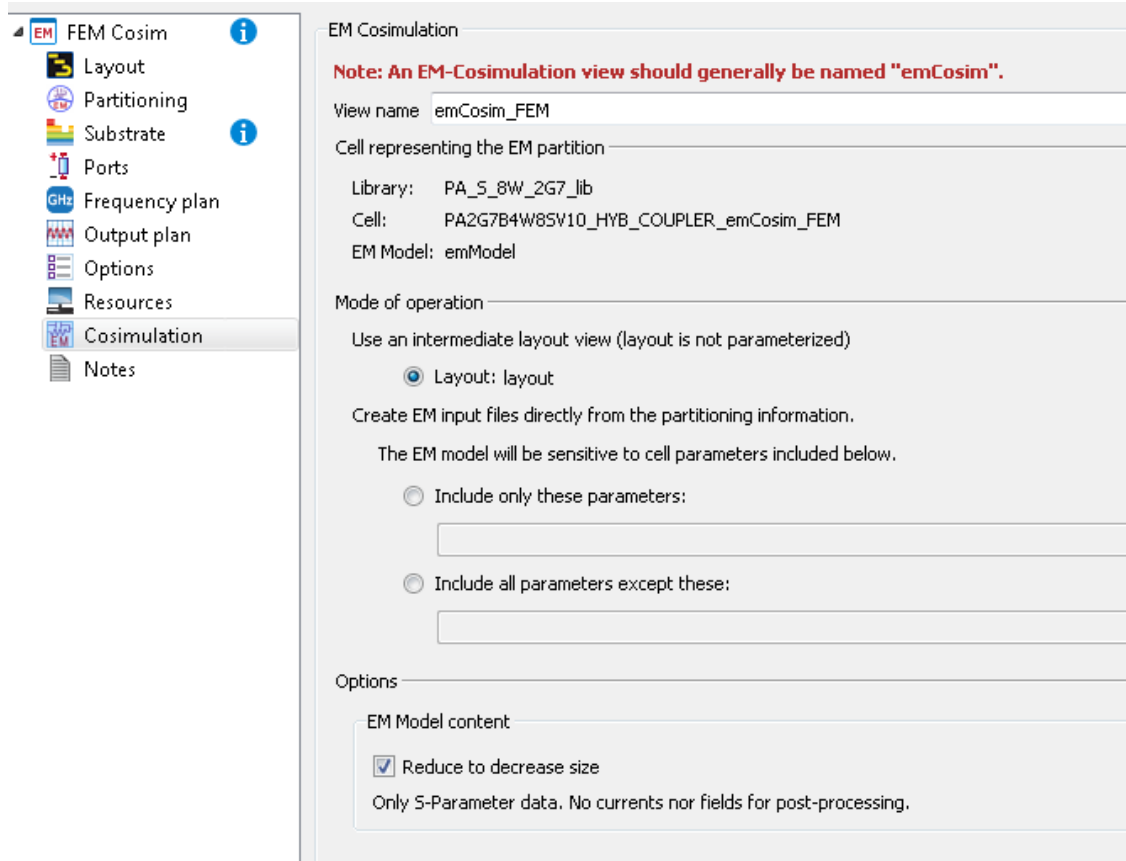 EM FEM Cosim i
Layout
EM Partitioning
Substrate i
Ports
GHz Frequency plan
Output plan
Options
Resources
EM Cosimulation
Notes
EM Cosimulation
Note: An EM-Cosimulation view should generally be named "emCosim".
View name emCosim_FEM
Cell representing the EM partition
Library: PA_S_8W_2G7_lib
Cell: PA2G7B4W8SV10_HYB_COUPLER_emCosim_FEM
EM Model: emModel
Mode of operation
Use an intermediate layout view (layout is not parameterized)
Layout: layout
Create EM input files directly from the partitioning information.
The EM model will be sensitive to cell parameters included below.
Include only these parameters:
Include all parameters except these:
Options
EM Model content
Reduce to decrease size
Only S-Parameter data. No currents nor fields for post-processing.